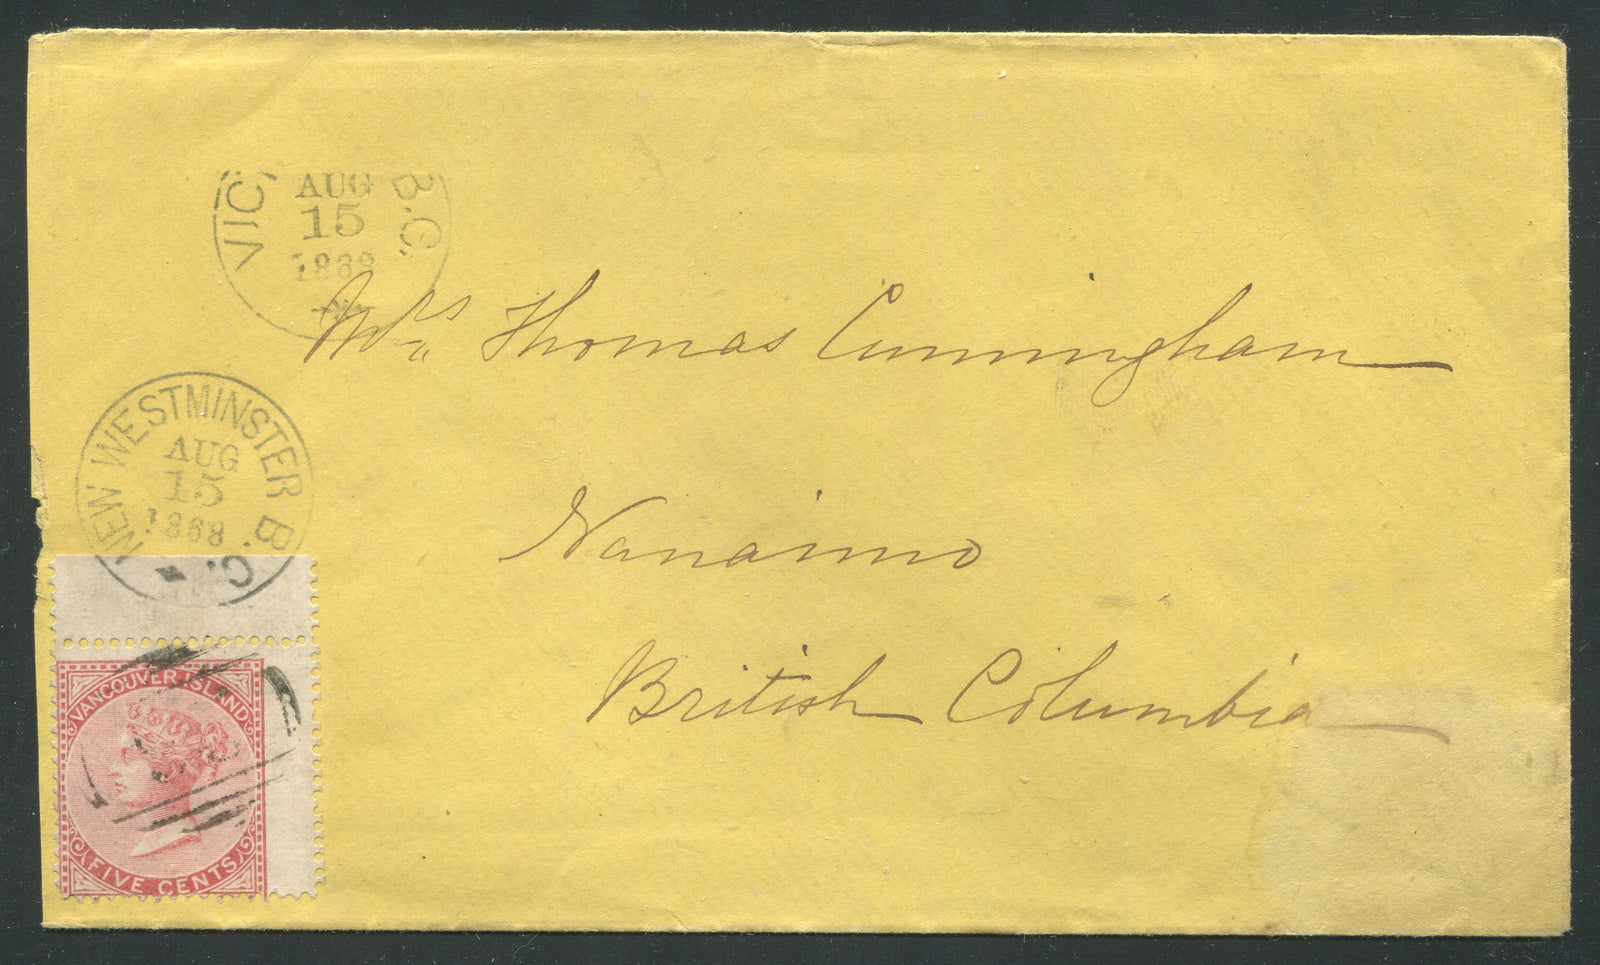 VIC B.C.
AUG
15
1868
Mrs Thomas Cunningham
NEW WESTMINSTER B.C.
AUG
15
1868
Nanaimo
British Columbia
VANCOUVER ISLAND
FIVE CENTS